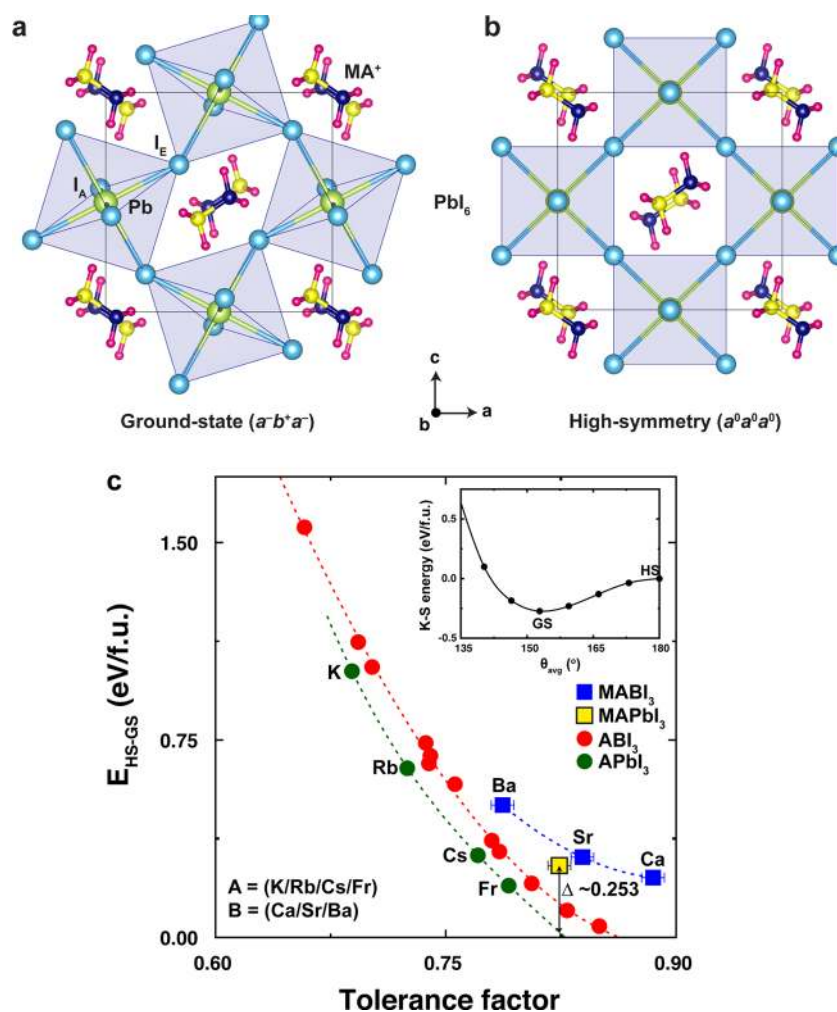 a
b
MA⁺
I_E
I_A
Pb
PbI₆
c
b
a
Ground-state (a⁻b⁺a⁻)
High-symmetry (a⁰a⁰a⁰)
c
E_HS-GS (eV/f.u.)
1.50
0.75
0.00
0.60
0.75
0.90
Tolerance factor
K-S energy (eV/f.u.)
0.5
0.0
-0.5
135
150
165
180
θ_avg (°)
HS
GS
MABI₃
MAPbI₃
ABI₃
APbI₃
K
Rb
Cs
Fr
Ba
Sr
Ca
Δ ~0.253
A = (K/Rb/Cs/Fr)
B = (Ca/Sr/Ba)